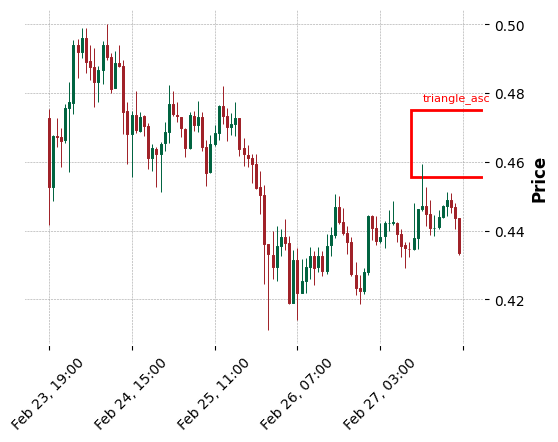 0.50
triangle_asc
0.48
0.46
0.44
0.42
Price
Feb 23, 19:00
Feb 24, 15:00
Feb 25, 11:00
Feb 26, 07:00
Feb 27, 03:00